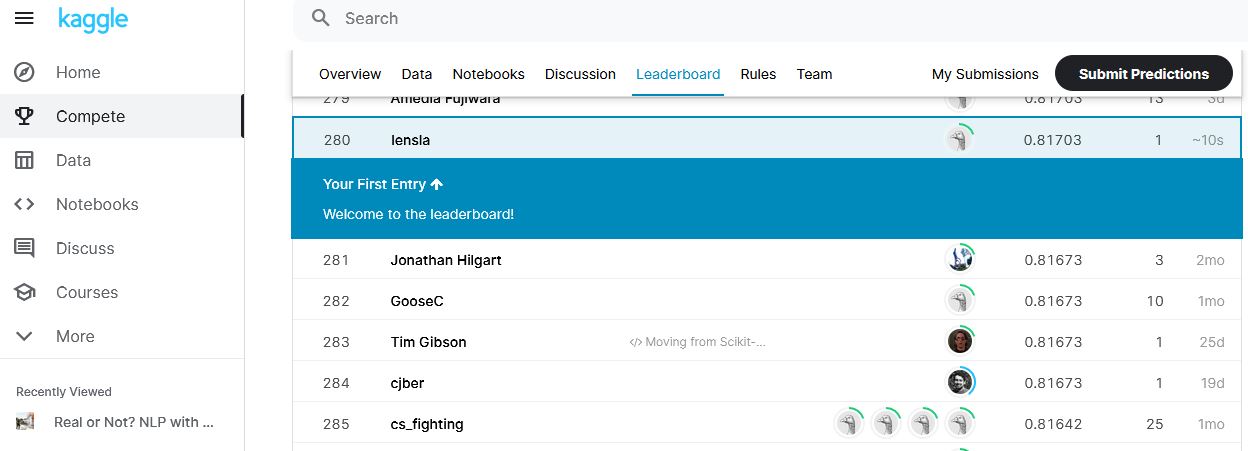 kaggle
Search
Home
Compete
Data
Notebooks
Discuss
Courses
More
Recently Viewed
Real or Not? NLP with ...
Overview Data Notebooks Discussion Leaderboard Rules Team My Submissions Submit Predictions
279 Amedia Fujiwara 0.81703 13 3d
280 lensla 0.81703 1 ~10s
Your First Entry ↑
Welcome to the leaderboard!
281 Jonathan Hilgart 0.81673 3 2mo
282 GooseC 0.81673 10 1mo
283 Tim Gibson </> Moving from Scikit-... 0.81673 1 25d
284 cjber 0.81673 1 19d
285 cs_fighting 0.81642 25 1mo